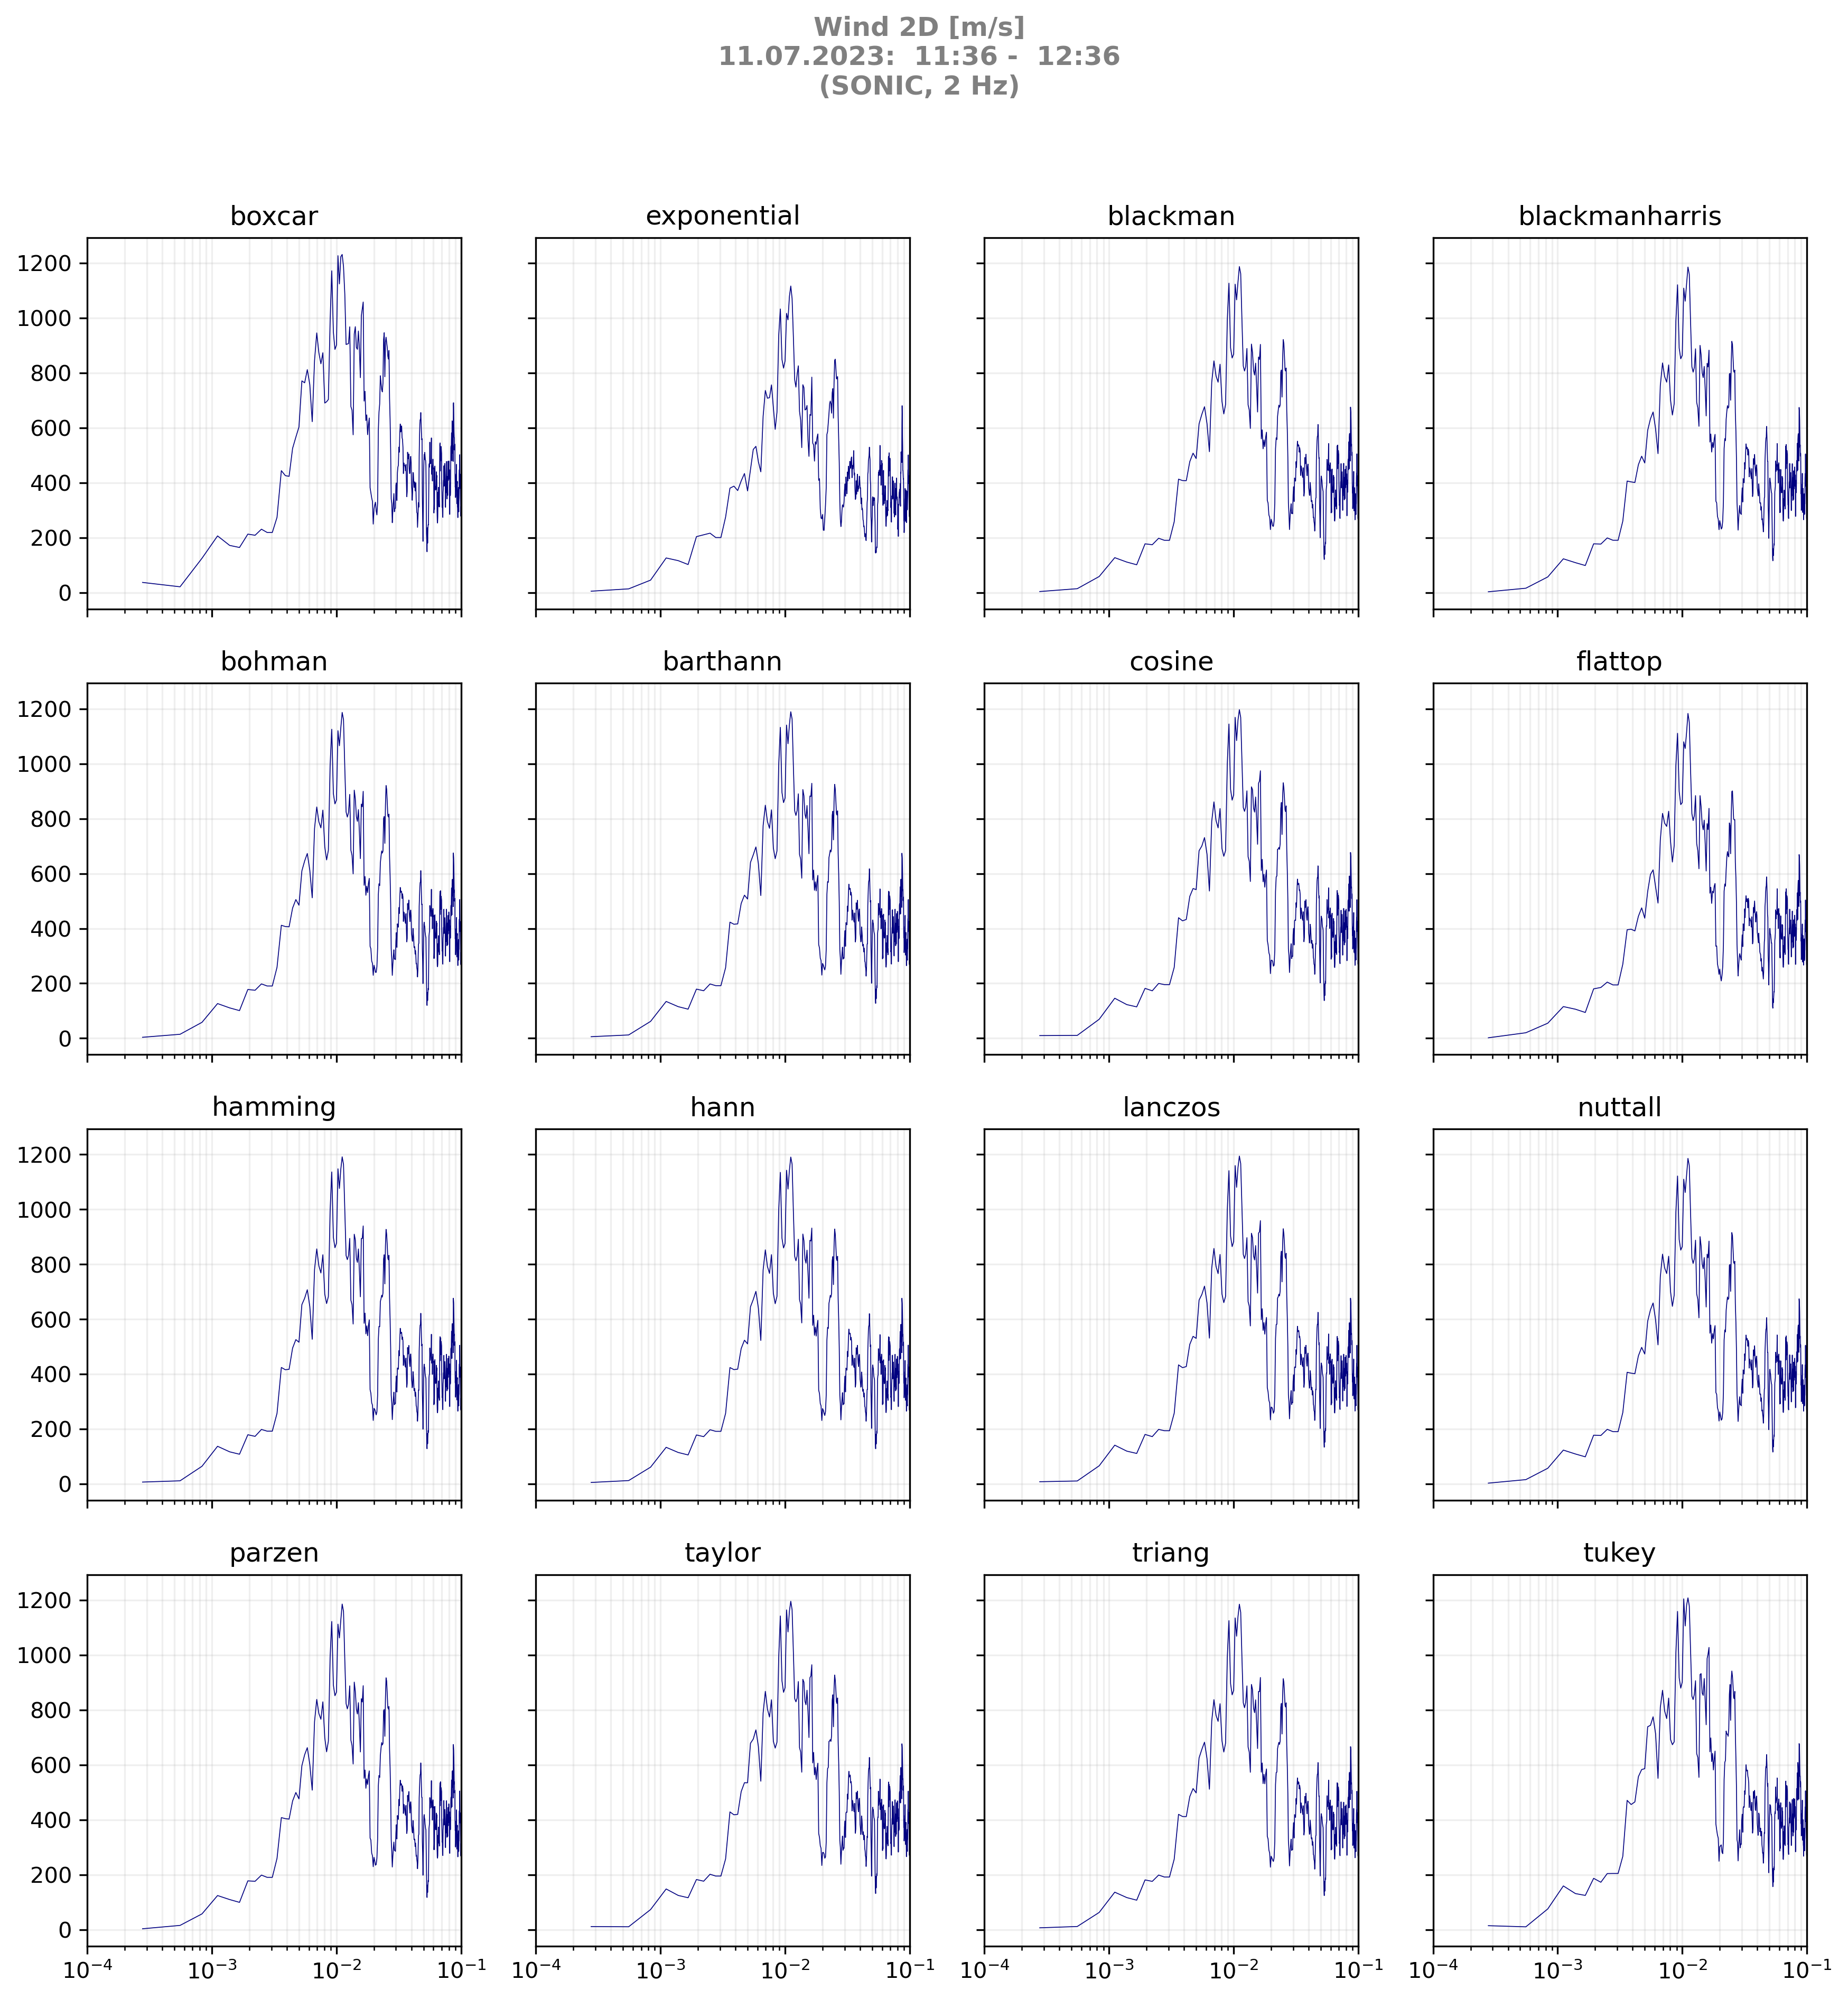 Wind 2D [m/s]
11.07.2023:  11:36 -  12:36
(SONIC, 2 Hz)
boxcar
exponential
blackman
blackmanharris
1200
1000
800
600
400
200
0
bohman
barthann
cosine
flattop
1200
1000
800
600
400
200
0
hamming
hann
lanczos
nuttall
1200
1000
800
600
400
200
0
parzen
taylor
triang
tukey
1200
1000
800
600
400
200
0
10⁻⁴ 10⁻³ 10⁻² 10⁻¹
10⁻⁴ 10⁻³ 10⁻² 10⁻¹
10⁻⁴ 10⁻³ 10⁻² 10⁻¹
10⁻⁴ 10⁻³ 10⁻² 10⁻¹